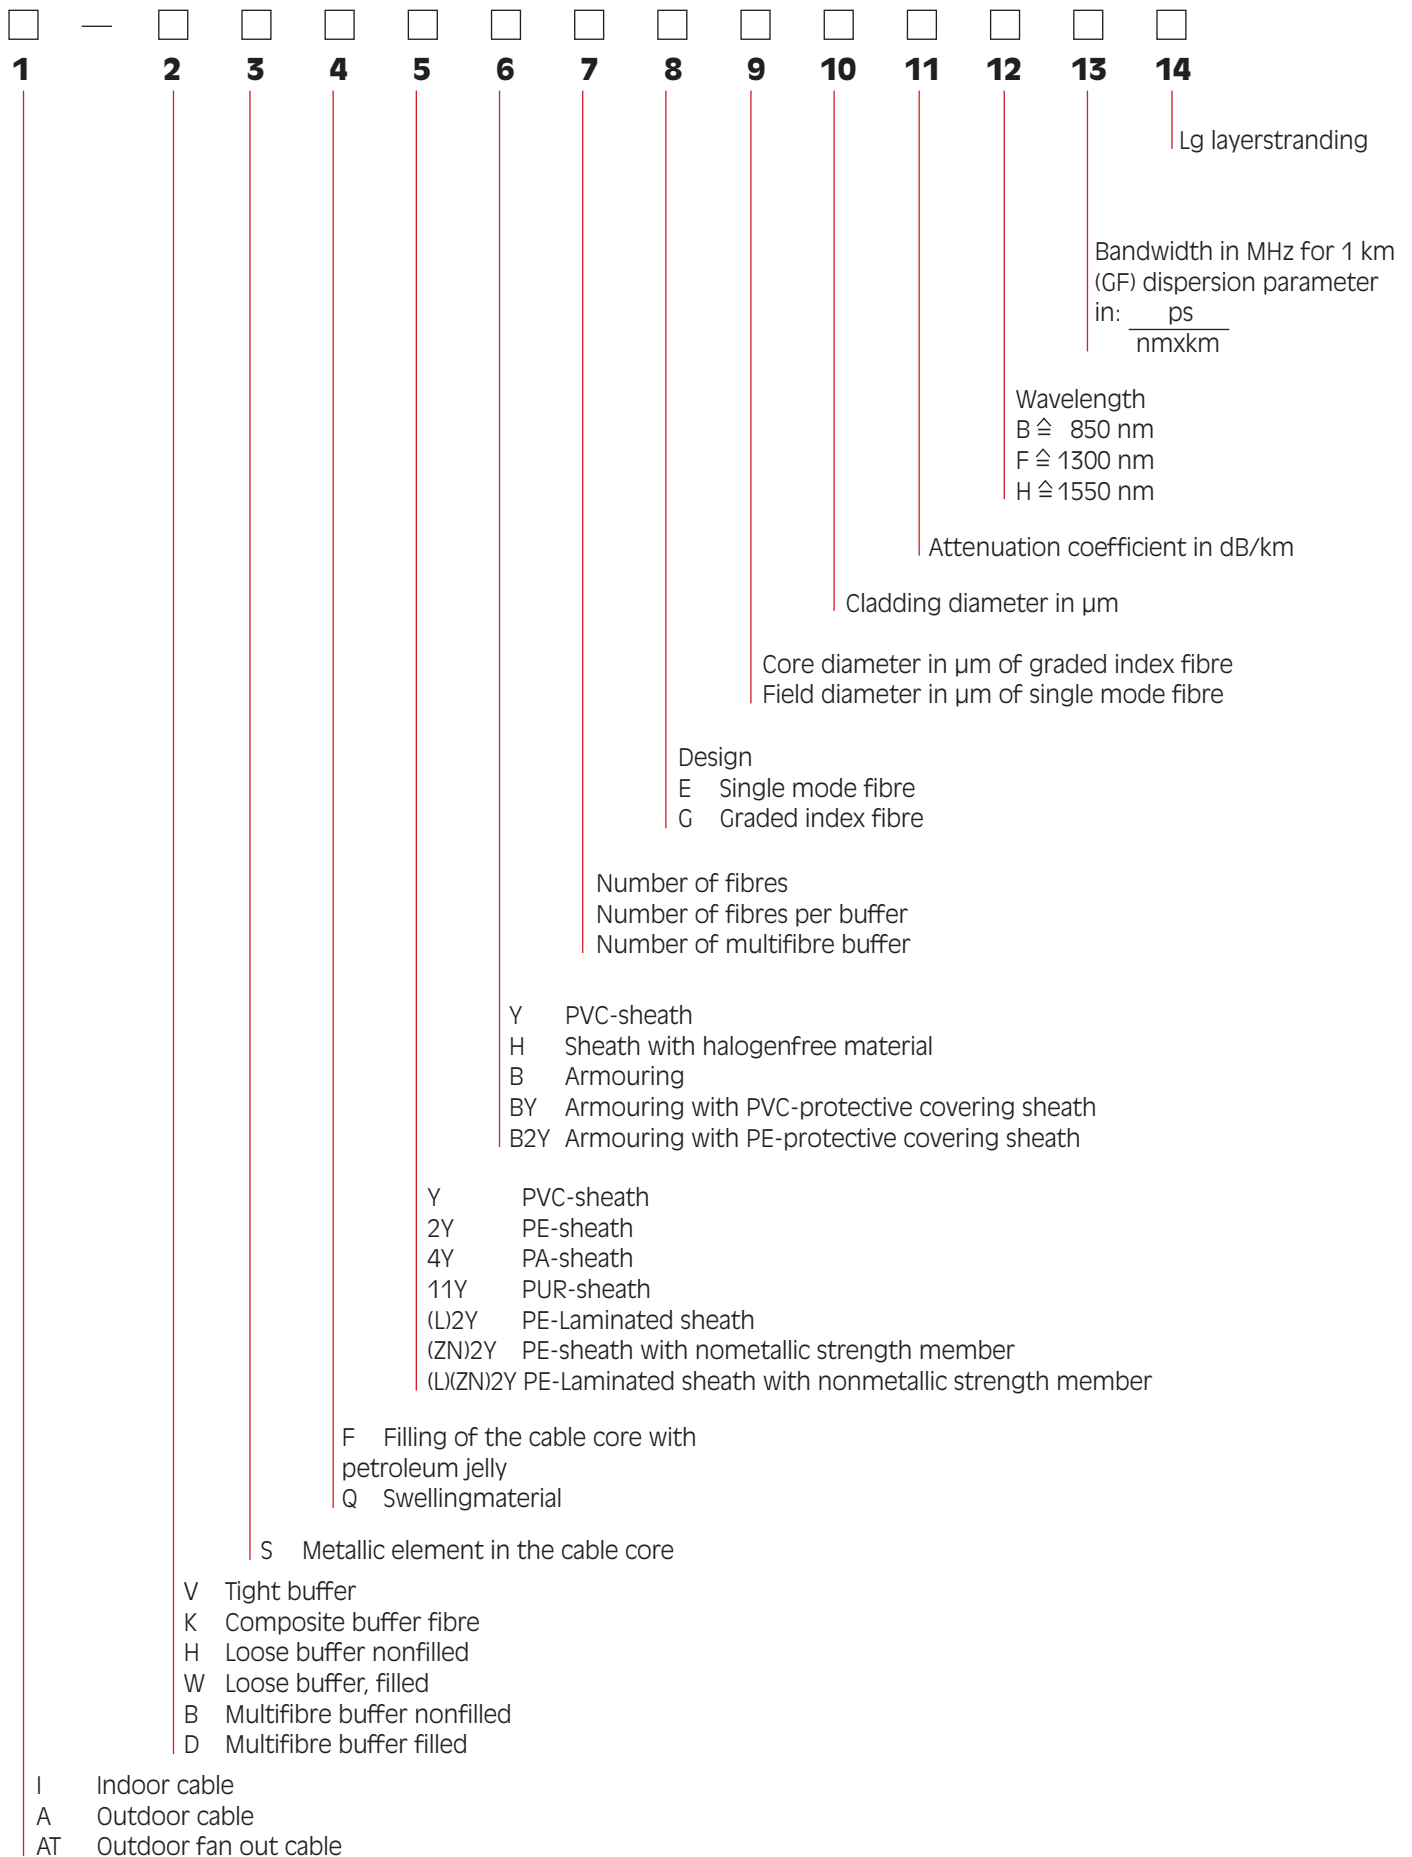 —
1 2 3 4 5 6 7 8 9 10 11 12 13 14
Lg layerstranding
Bandwidth in MHz for 1 km
(GF) dispersion parameter
in: ps
nmxkm
Wavelength
B ≙ 850 nm
F ≙ 1300 nm
H ≙ 1550 nm
Attenuation coefficient in dB/km
Cladding diameter in µm
Core diameter in µm of graded index fibre
Field diameter in µm of single mode fibre
Design
E Single mode fibre
G Graded index fibre
Number of fibres
Number of fibres per buffer
Number of multifibre buffer
Y PVC-sheath
H Sheath with halogenfree material
B Armouring
BY Armouring with PVC-protective covering sheath
B2Y Armouring with PE-protective covering sheath
Y PVC-sheath
2Y PE-sheath
4Y PA-sheath
11Y PUR-sheath
(L)2Y PE-Laminated sheath
(ZN)2Y PE-sheath with nometallic strength member
(L)(ZN)2Y PE-Laminated sheath with nonmetallic strength member
F Filling of the cable core with
petroleum jelly
Q Swellingmaterial
S Metallic element in the cable core
V Tight buffer
K Composite buffer fibre
H Loose buffer nonfilled
W Loose buffer, filled
B Multifibre buffer nonfilled
D Multifibre buffer filled
I Indoor cable
A Outdoor cable
AT Outdoor fan out cable